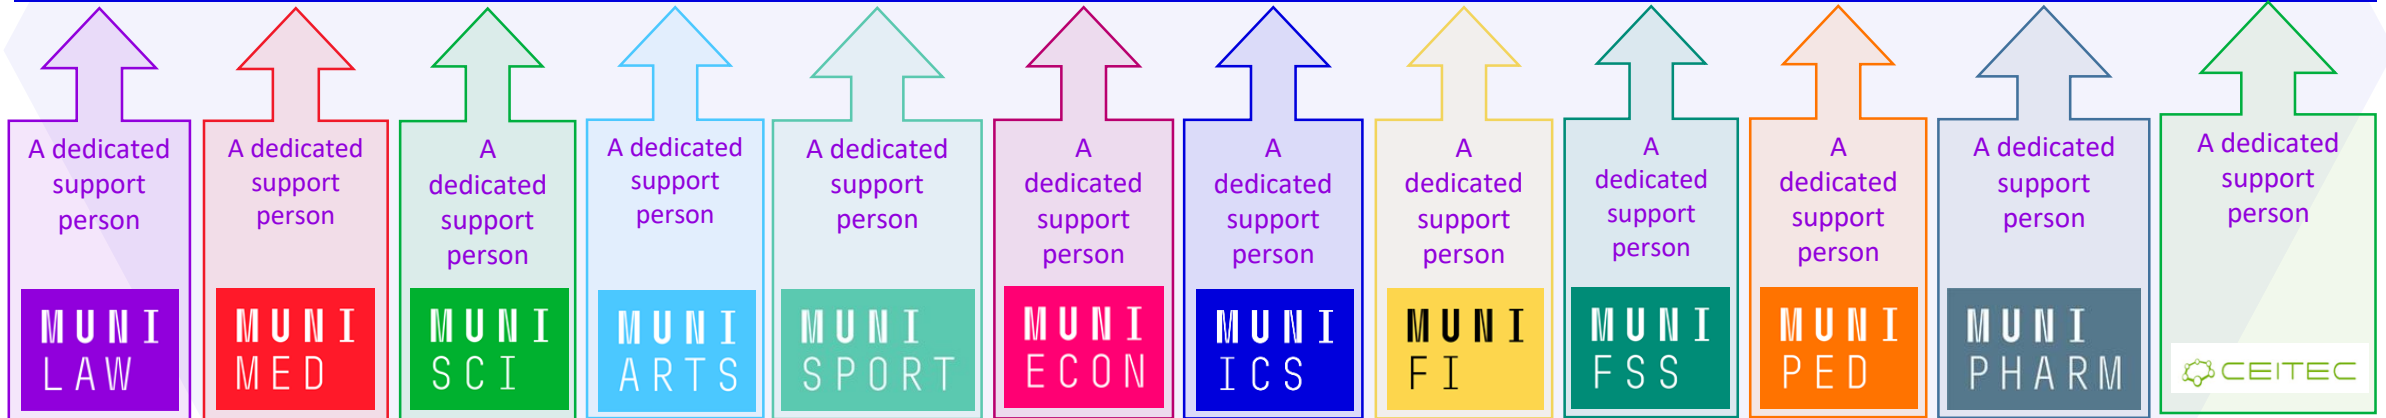 A dedicated
support
person
MUNI
LAW
A dedicated
support
person
MUNI
MED
A
dedicated
support
person
MUNI
SCI
A dedicated
support
person
MUNI
ARTS
A dedicated
support
person
MUNI
SPORT
A
dedicated
support
person
MUNI
ECON
A
dedicated
support
person
MUNI
ICS
A
dedicated
support
person
MUNI
FI
A
dedicated
support
person
MUNI
FSS
A
dedicated
support
person
MUNI
PED
A dedicated
support
person
MUNI
PHARM
A dedicated
support
person
CEITEC